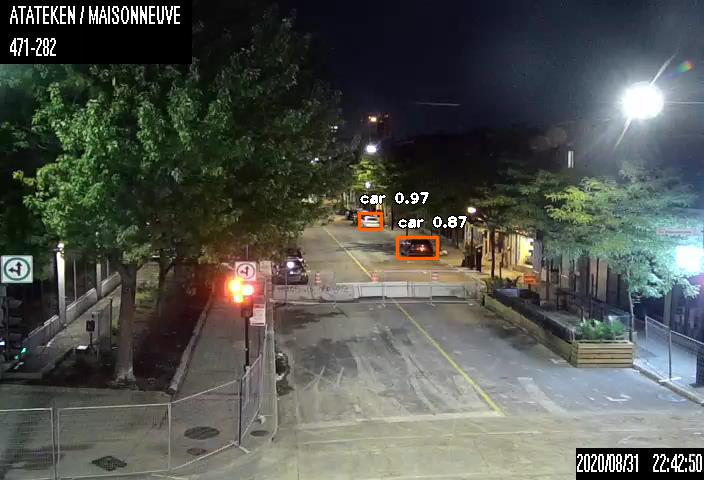 ATATEKEN / MAISONNEUVE
471-282
car 0.97
car 0.87
2020/08/31 22:42:50